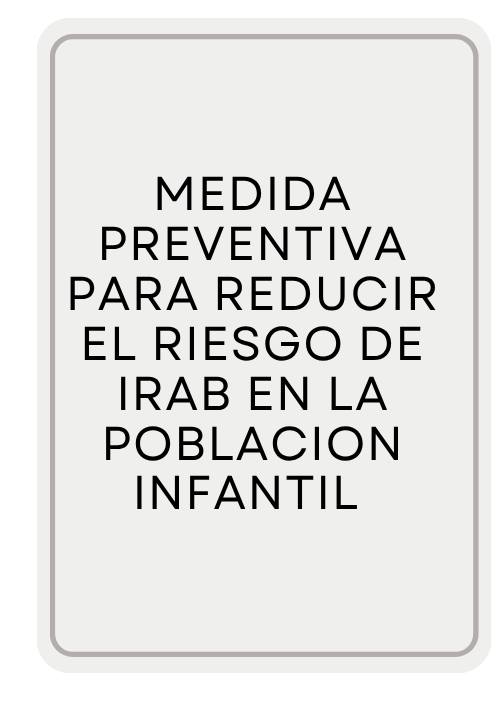 MEDIDA
PREVENTIVA
PARA REDUCIR
EL RIESGO DE
IRAB EN LA
POBLACION
INFANTIL